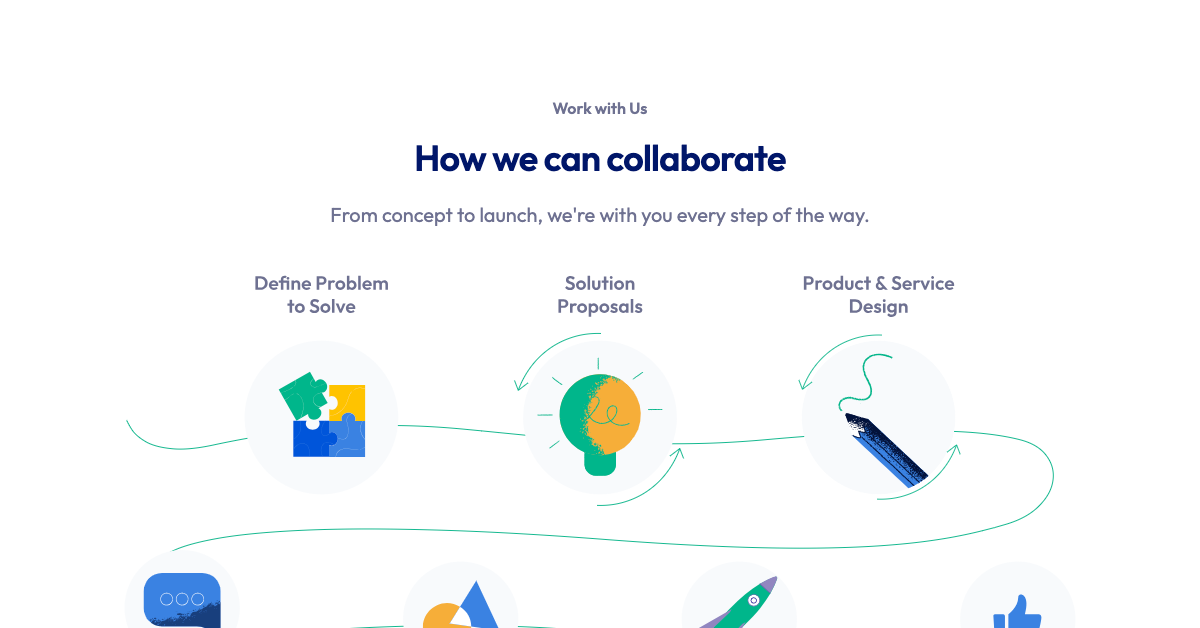 Work with Us
How we can collaborate
From concept to launch, we're with you every step of the way.
Define Problem
to Solve
Solution
Proposals
Product & Service
Design